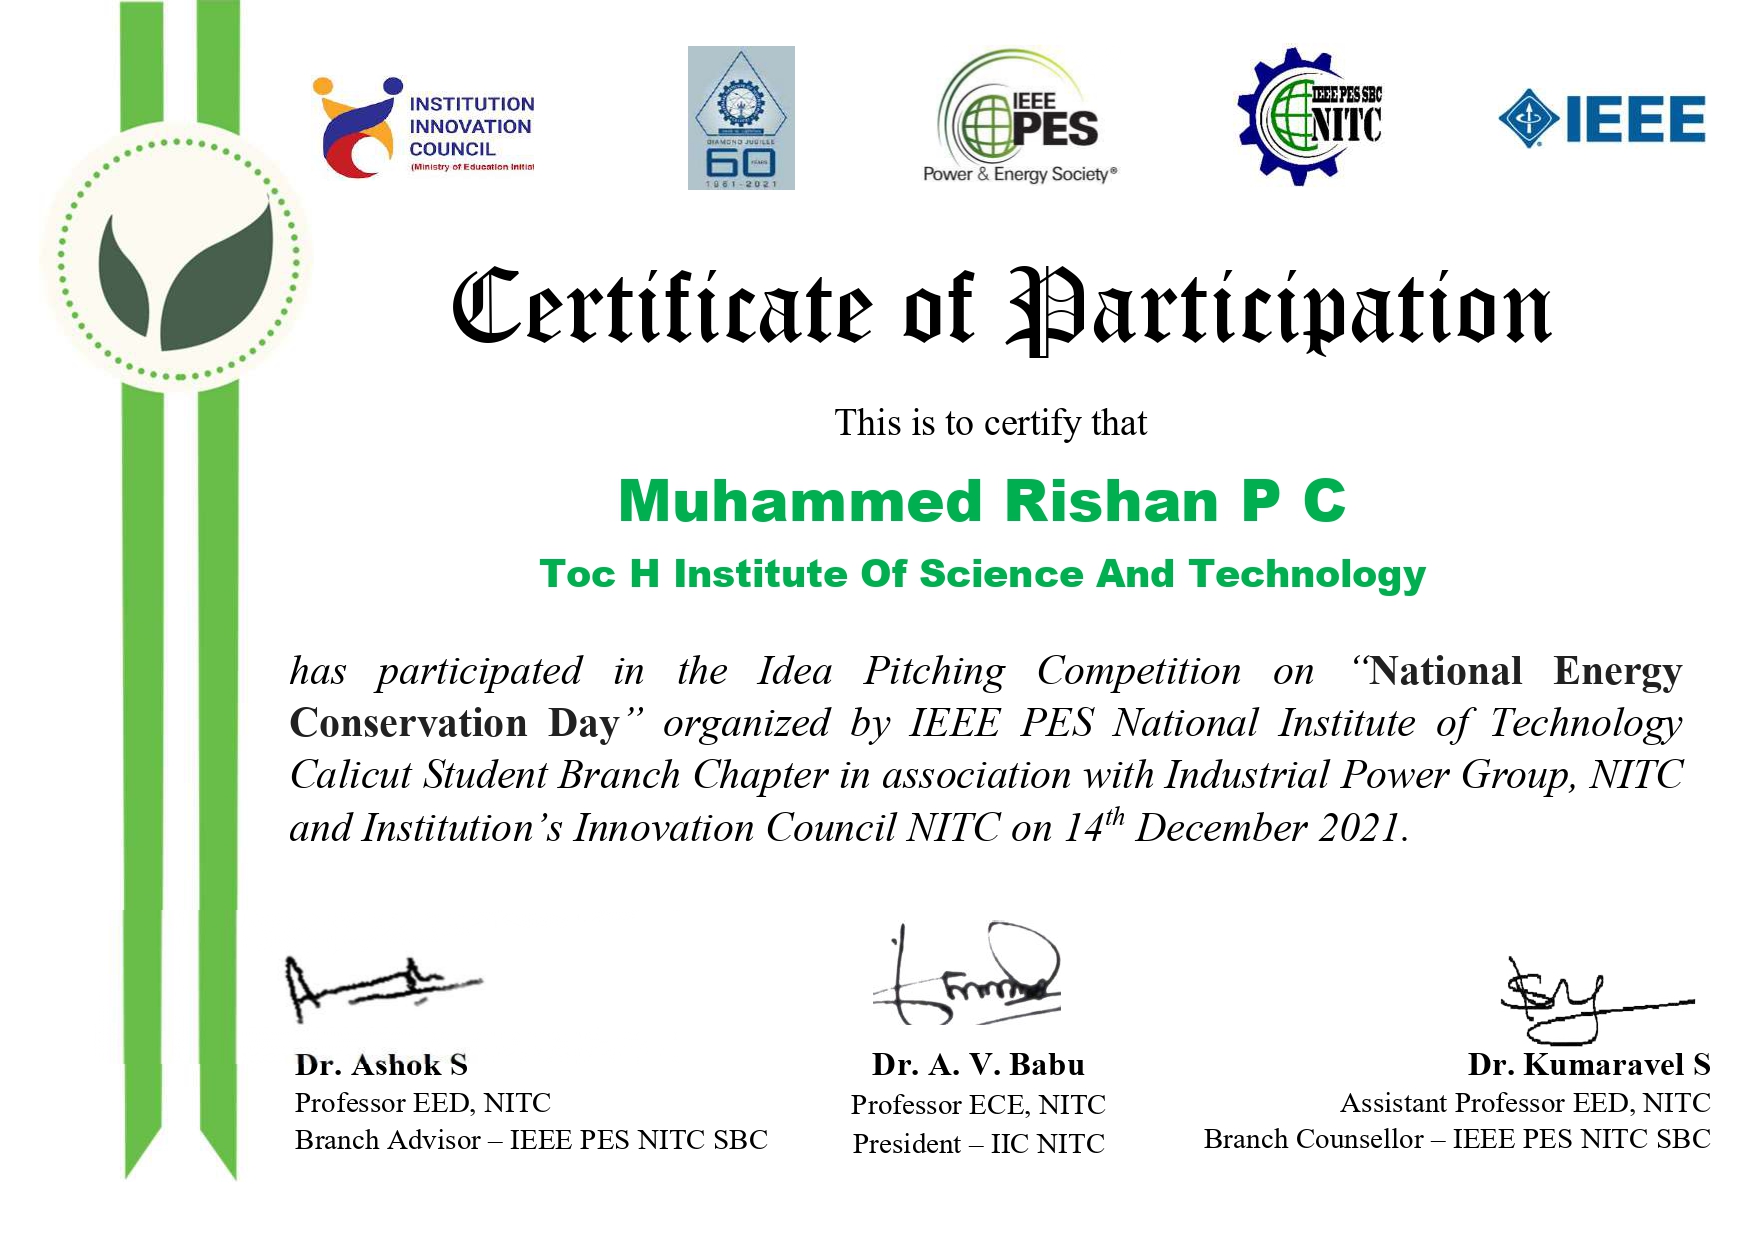 INSTITUTION
INNOVATION
COUNCIL
(Ministry of Education Initiat
DIAMOND JUBILEE
60
YEARS
1961-2021
IEEE
PES
Power & Energy Society®
IEEE PES SBC
NITC
IEEE
Certificate of Participation
This is to certify that
Muhammed Rishan P C
Toc H Institute Of Science And Technology
has participated in the Idea Pitching Competition on “National Energy
Conservation Day” organized by IEEE PES National Institute of Technology
Calicut Student Branch Chapter in association with Industrial Power Group, NITC
and Institution’s Innovation Council NITC on 14th December 2021.
Dr. Ashok S
Professor EED, NITC
Branch Advisor – IEEE PES NITC SBC
Dr. A. V. Babu
Professor ECE, NITC
President – IIC NITC
Dr. Kumaravel S
Assistant Professor EED, NITC
Branch Counsellor – IEEE PES NITC SBC